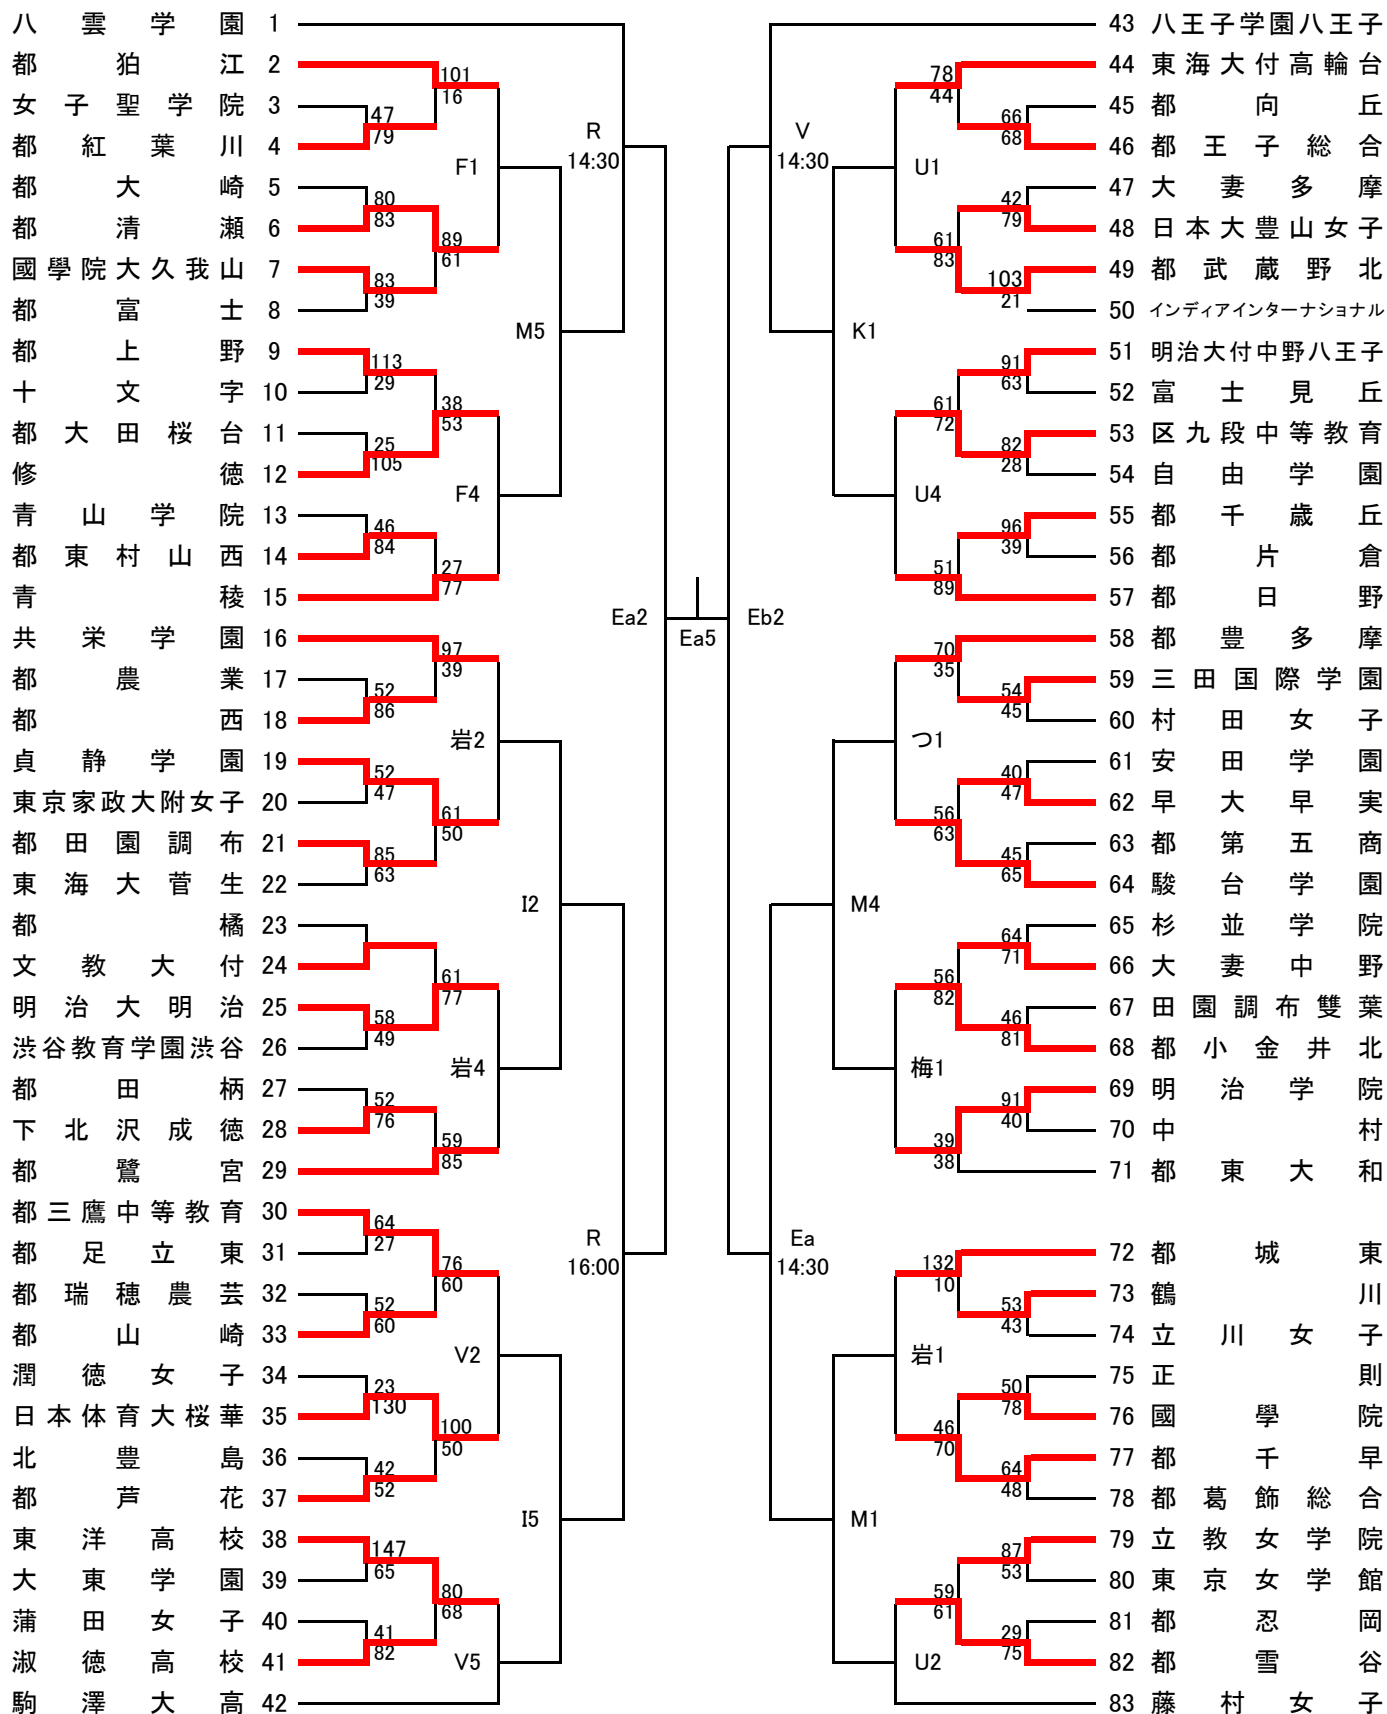 八雲学園 1
都狛江 2
101
16
女子聖学院 3
47
79
都紅葉川 4
R
14:30
F1
都大崎 5
80
83
都清瀬 6
89
61
國學院大久我山 7
83
39
都富士 8
M5
都上野 9
113
29
十文字 10
38
53
都大田桜台 11
25
105
修徳 12
F4
青山学院 13
46
84
都東村山西 14
27
77
青稜 15
Ea2
共栄学園 16
97
39
都農業 17
52
86
都西 18
岩2
貞静学園 19
52
47
東京家政大附女子 20
61
50
都田園調布 21
85
63
東海大菅生 22
I2
都橘 23
文教大付 24
61
77
明治大明治 25
58
49
渋谷教育学園渋谷 26
岩4
都田柄 27
52
76
下北沢成徳 28
59
85
都鷺宮 29
都三鷹中等教育 30
64
27
都足立東 31
R
16:00
76
60
都瑞穂農芸 32
52
60
都山崎 33
V2
潤徳女子 34
23
130
日本体育大桜華 35
100
50
北豊島 36
42
52
都芦花 37
I5
東洋高校 38
147
65
大東学園 39
80
68
蒲田女子 40
41
82
淑徳高校 41
V5
駒澤大高 42
Ea5
43 八王子学園八王子
44 東海大付高輪台
78
44
45 都向丘
66
68
46 都王子総合
V
14:30
U1
47 大妻多摩
42
79
48 日本大豊山女子
61
83
49 都武蔵野北
103
21
50 インディアインターナショナル
K1
51 明治大付中野八王子
91
63
52 富士見丘
61
72
53 区九段中等教育
82
28
54 自由学園
U4
55 都千歳丘
96
39
56 都片倉
51
89
57 都日野
Eb2
58 都豊多摩
70
35
59 三田国際学園
54
45
60 村田女子
つ1
61 安田学園
40
47
62 早大早実
56
63
63 都第五商
45
65
64 駿台学園
M4
65 杉並学院
64
71
66 大妻中野
56
82
67 田園調布雙葉
46
81
68 都小金井北
梅1
69 明治学院
91
40
70 中村
39
38
71 都東大和
Ea
14:30
72 都城東
132
10
73 鶴川
53
43
74 立川女子
岩1
75 正則
50
78
76 國學院
46
70
77 都千早
64
48
78 都葛飾総合
M1
79 立教女学院
87
53
80 東京女学館
59
61
81 都忍岡
29
75
82 都雪谷
U2
83 藤村女子